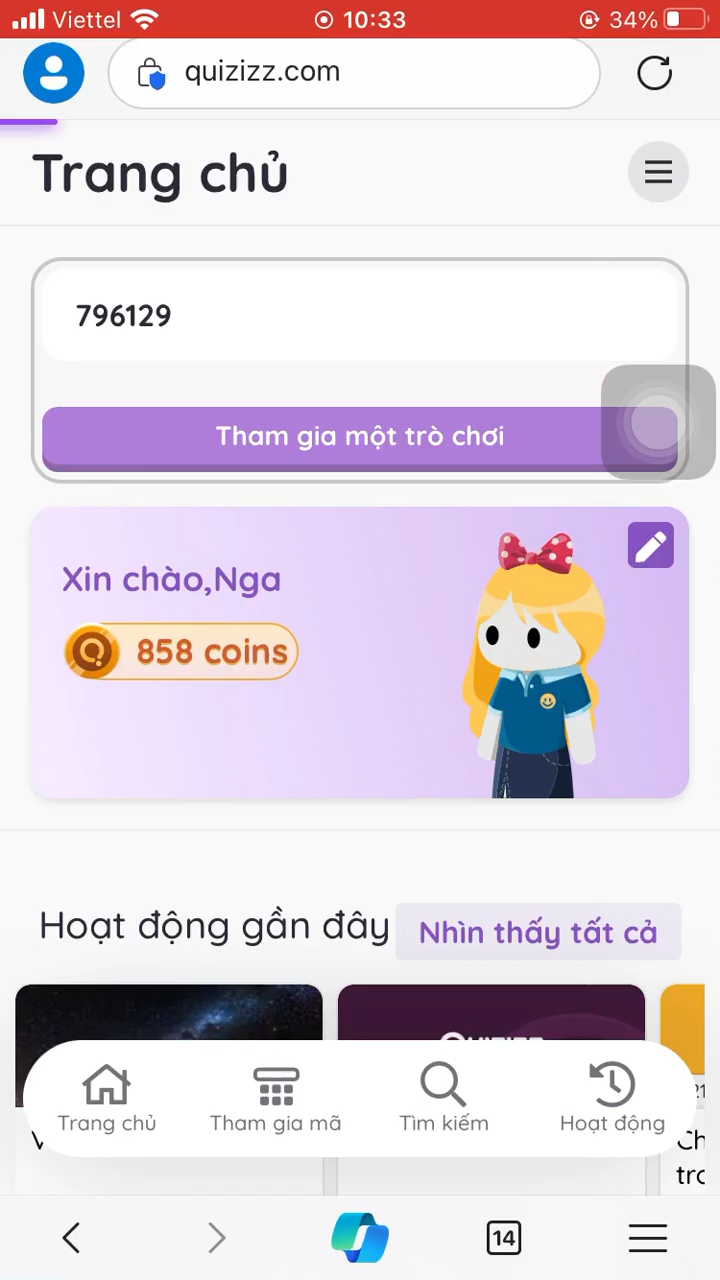 Viettel 10:33 34%
quizizz.com
Trang chủ
796129
Tham gia một trò chơi
Xin chào,Nga
858 coins
Hoạt động gần đây
Nhìn thấy tất cả
Trang chủ
Tham gia mã
Tìm kiếm
Hoạt động
14